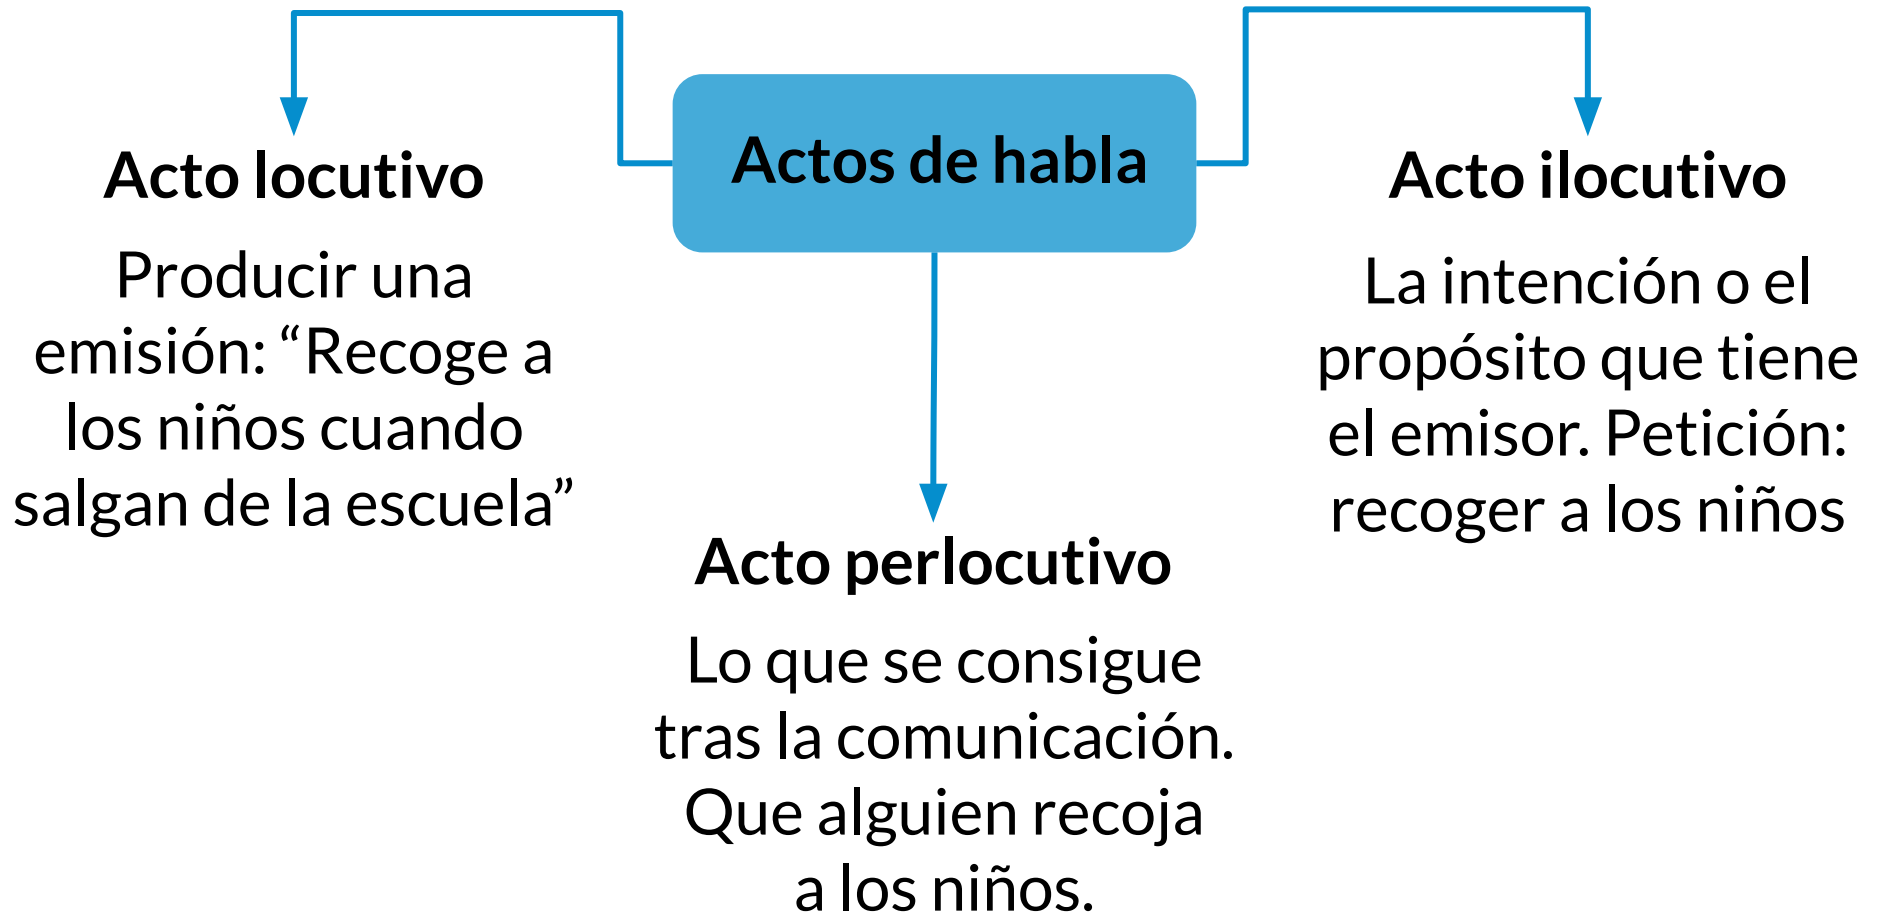 Actos de habla
Acto locutivo
Producir una
emisión: “Recoge a
los niños cuando
salgan de la escuela”
Acto perlocutivo
Lo que se consigue
tras la comunicación.
Que alguien recoja
a los niños.
Acto ilocutivo
La intención o el
propósito que tiene
el emisor. Petición:
recoger a los niños